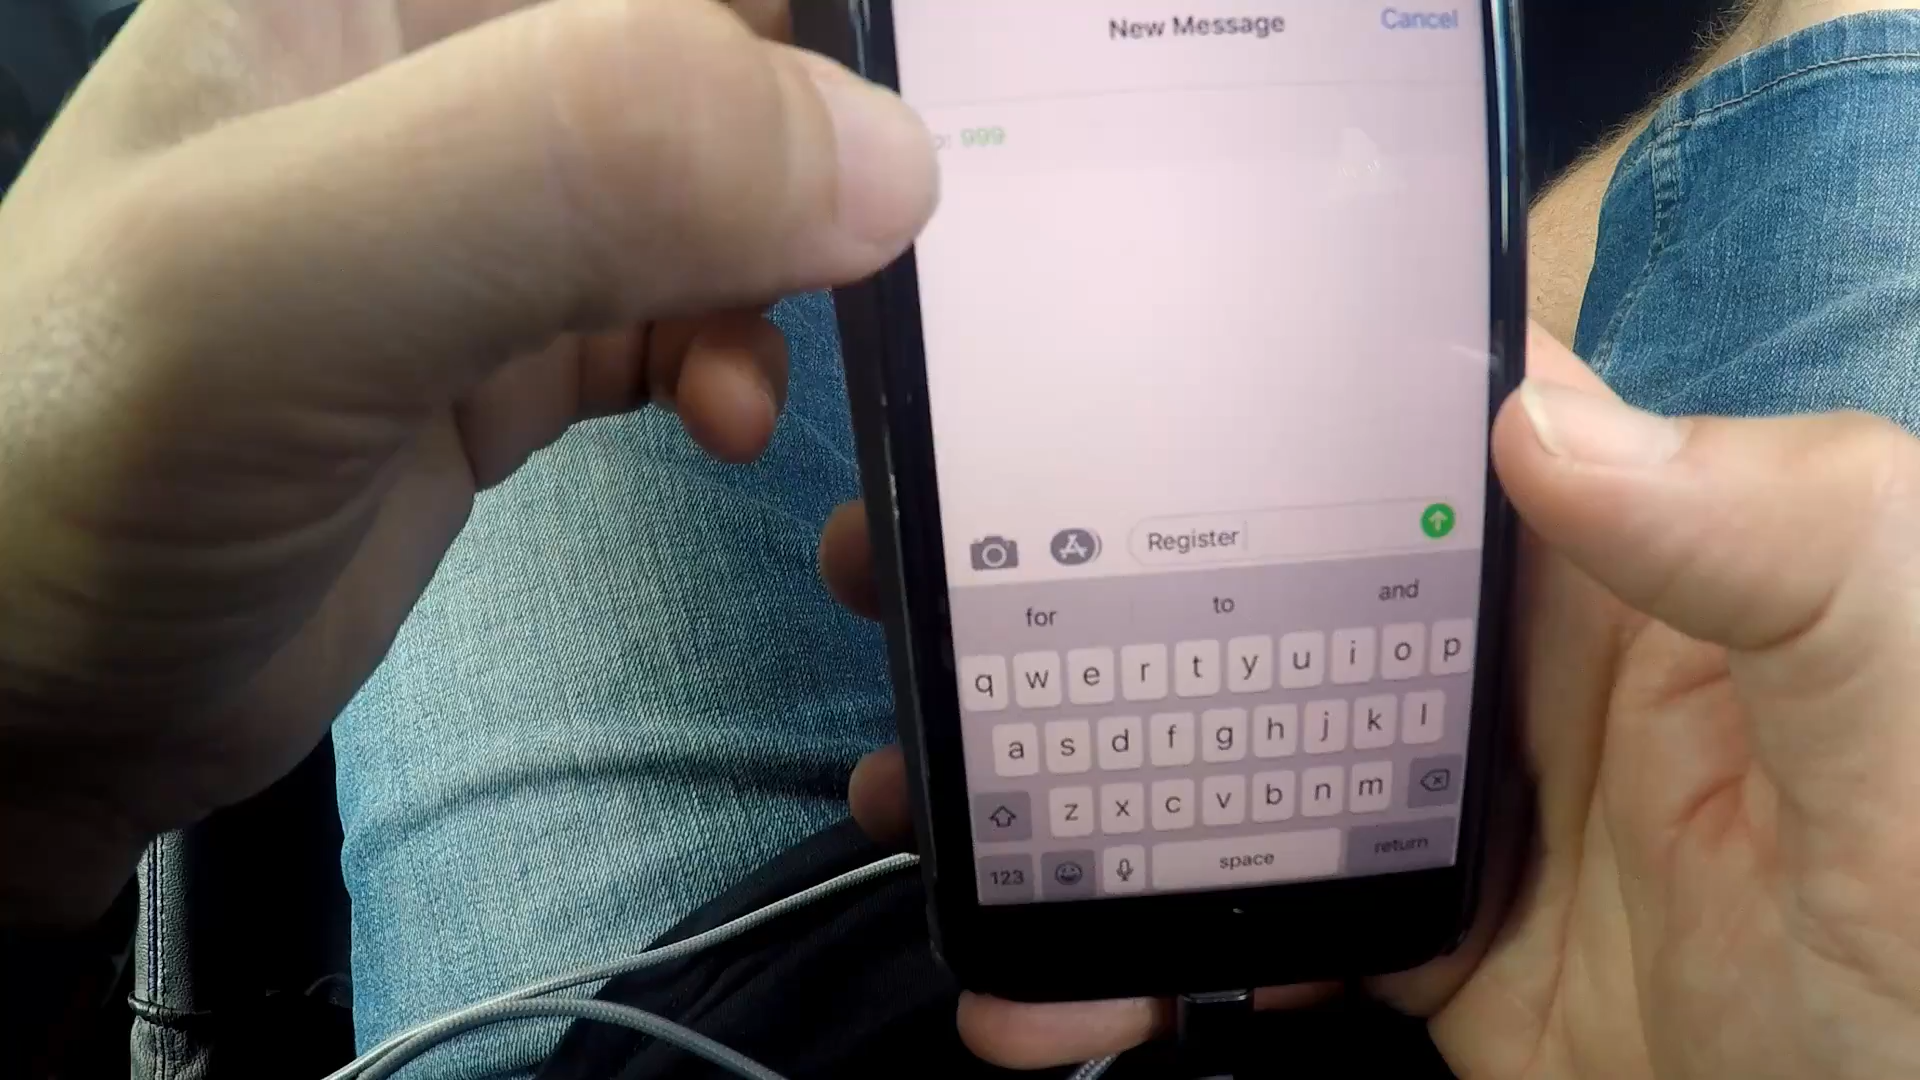 New Message
Cancel
: 999
Register
for to and
q w e r t y u i o p
a s d f g h j k l
z x c v b n m
123 space return